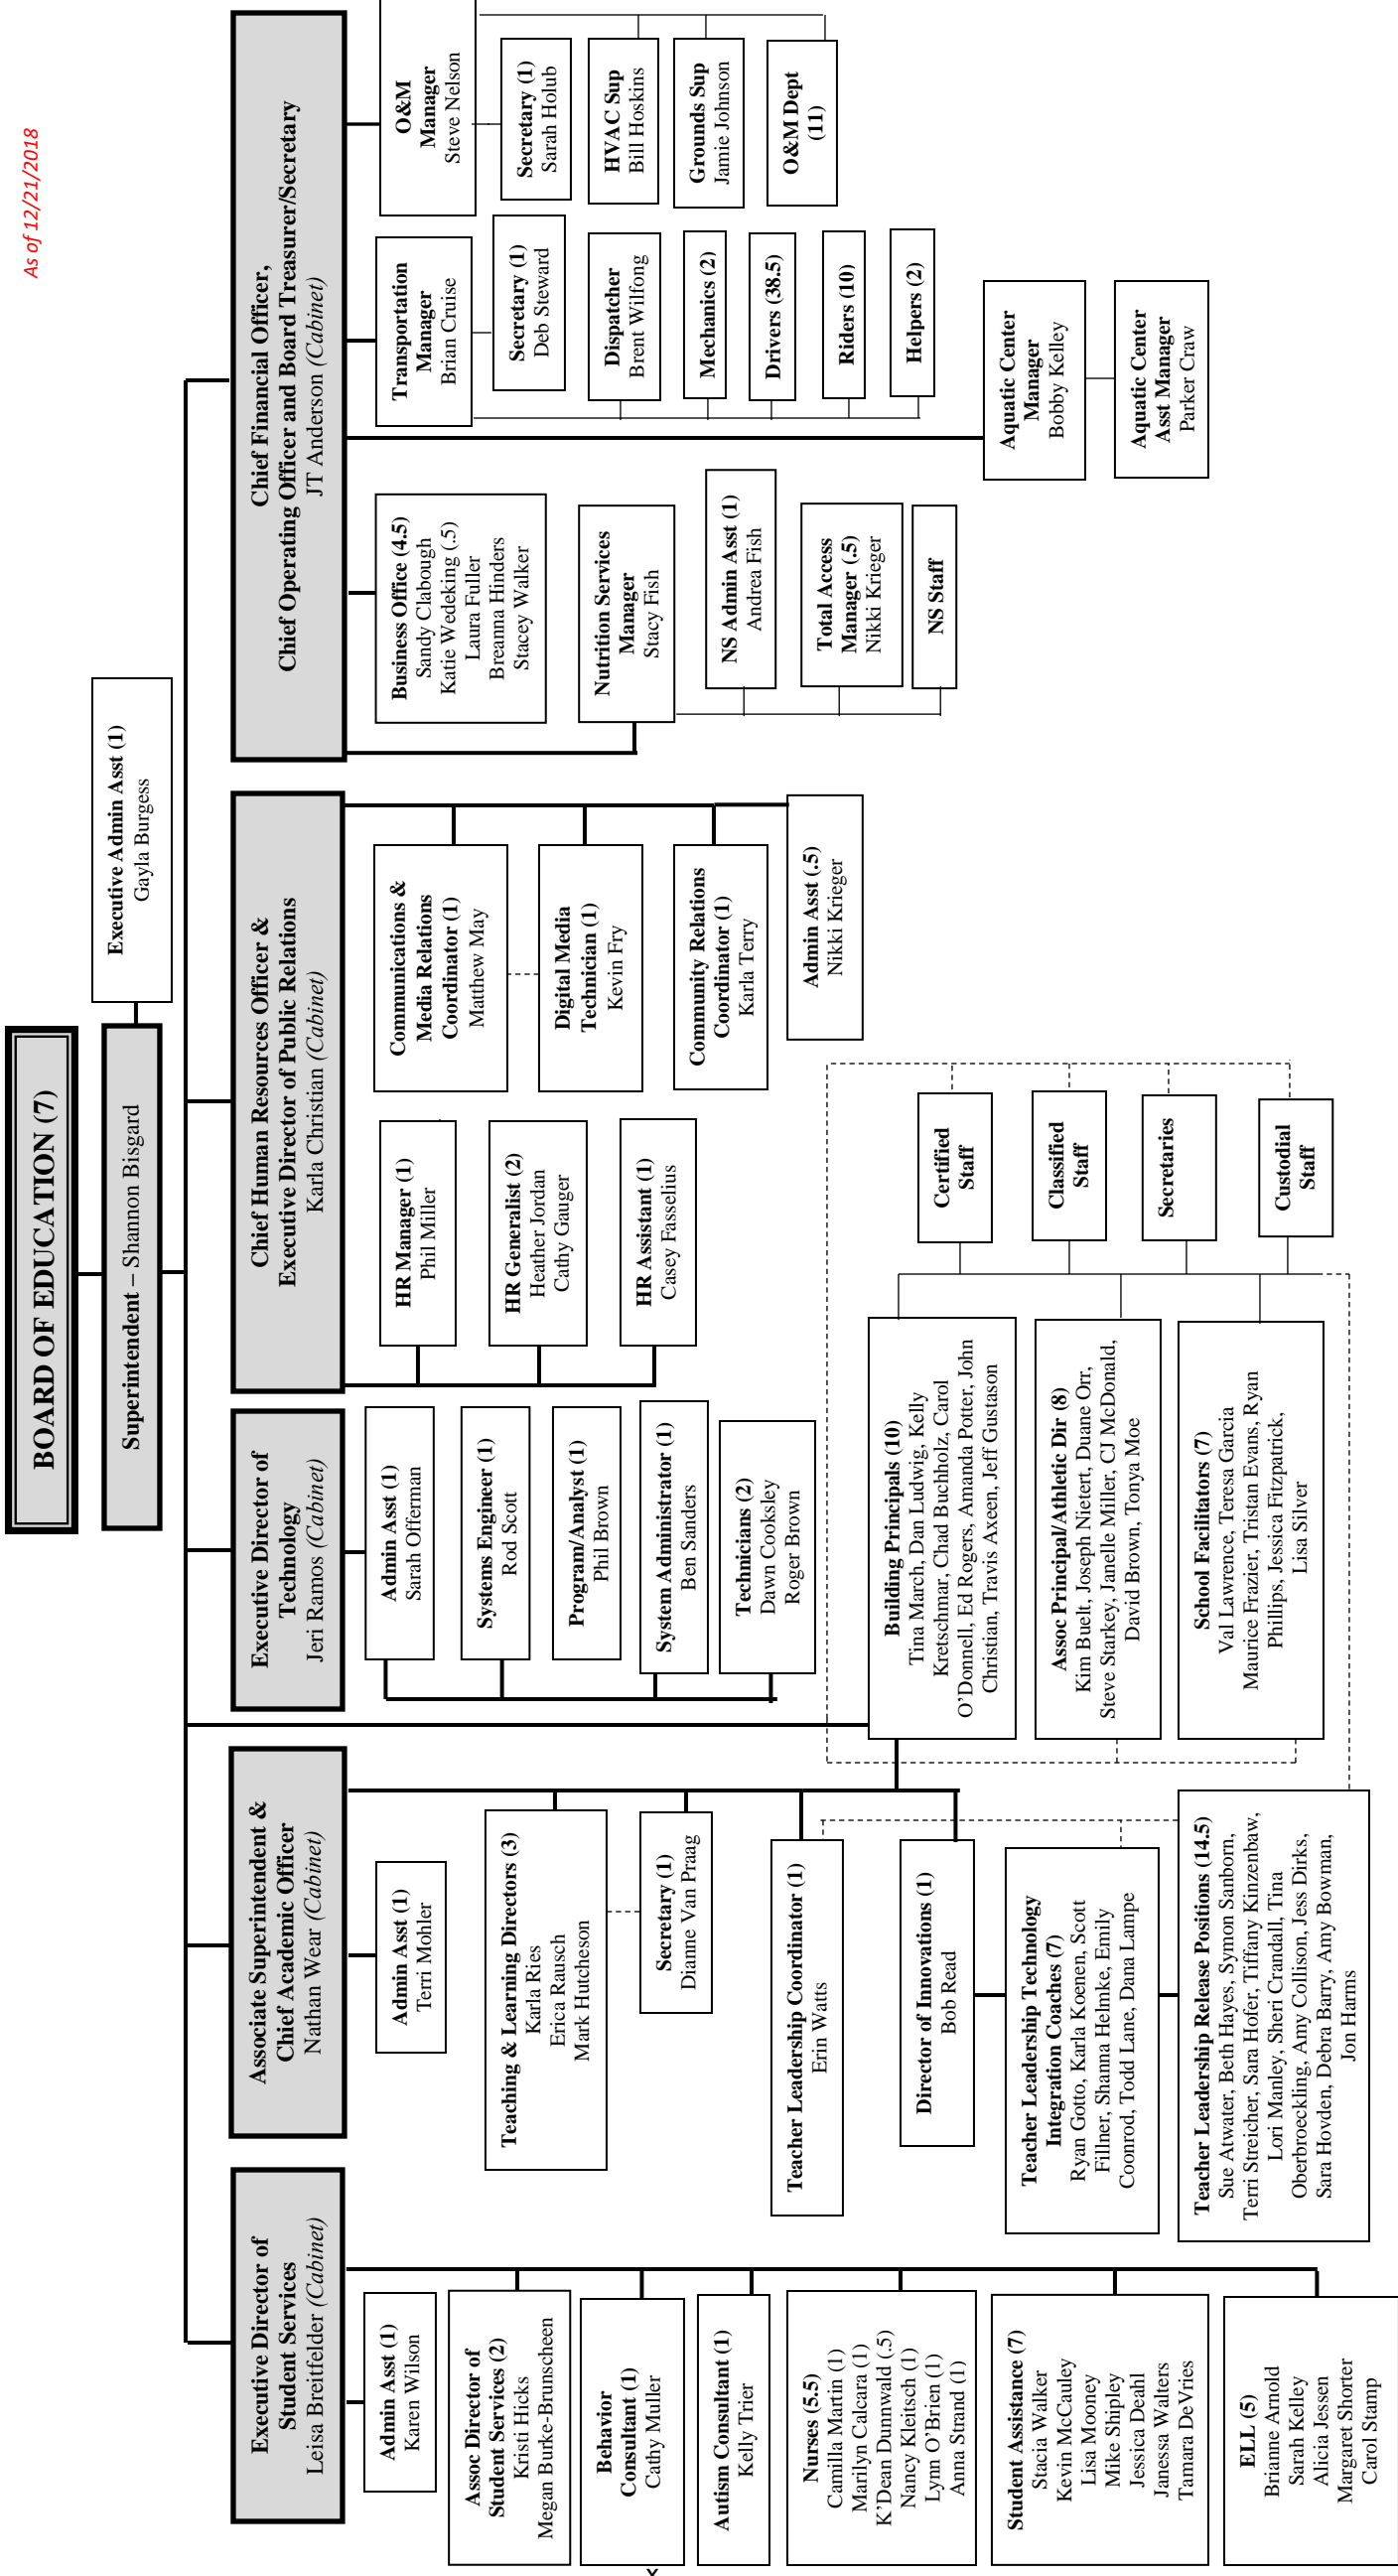 As of 12/21/2018
BOARD OF EDUCATION (7)
Superintendent – Shannon Bisgard
Executive Admin Asst (1)
Gayla Burgess
Executive Director of
Student Services
Leisa Breitfelder (Cabinet)
Admin Asst (1)
Karen Wilson
Assoc Director of
Student Services (2)
Kristi Hicks
Megan Burke-Brunscheen
Behavior
Consultant (1)
Cathy Muller
Autism Consultant (1)
Kelly Trier
Nurses (5.5)
Camilla Martin (1)
Marilyn Calcara (1)
K'Dean Dunnwald (.5)
Nancy Kleitsch (1)
Lynn O'Brien (1)
Anna Strand (1)
Student Assistance (7)
Stacia Walker
Kevin McCauley
Lisa Mooney
Mike Shipley
Jessica Deahl
Janessa Walters
Tamara DeVries
ELL (5)
Brianne Arnold
Sarah Kelley
Alicia Jessen
Margaret Shorter
Carol Stamp
x
Associate Superintendent &
Chief Academic Officer
Nathan Wear (Cabinet)
Admin Asst (1)
Terri Mohler
Teaching & Learning Directors (3)
Karla Ries
Erica Rausch
Mark Hutcheson
Secretary (1)
Dianne Van Praag
Teacher Leadership Coordinator (1)
Erin Watts
Director of Innovations (1)
Bob Read
Teacher Leadership Technology
Integration Coaches (7)
Ryan Gotto, Karla Koenen, Scott
Fillner, Shanna Helmke, Emily
Coonrod, Todd Lane, Dana Lampe
Teacher Leadership Release Positions (14.5)
Sue Atwater, Beth Hayes, Symon Sanborn,
Terri Streicher, Sara Hofer, Tiffany Kinzenbaw,
Lori Manley, Sheri Crandall, Tina
Oberbroeckling, Amy Collison, Jess Dirks,
Sara Hovden, Debra Barry, Amy Bowman,
Jon Harms
Executive Director of
Technology
Jeri Ramos (Cabinet)
Admin Asst (1)
Sarah Offerman
Systems Engineer (1)
Rod Scott
Program/Analyst (1)
Phil Brown
System Administrator (1)
Ben Sanders
Technicians (2)
Dawn Cooksley
Roger Brown
Building Principals (10)
Tina March, Dan Ludwig, Kelly
Kretschmar, Chad Buchholz, Carol
O'Donnell, Ed Rogers, Amanda Potter, John
Christian, Travis Axeen, Jeff Gustason
Assoc Principal/Athletic Dir (8)
Kim Buelt, Joseph Nietert, Duane Orr,
Steve Starkey, Janelle Miller, CJ McDonald,
David Brown, Tonya Moe
School Facilitators (7)
Val Lawrence, Teresa Garcia
Maurice Frazier, Tristan Evans, Ryan
Phillips, Jessica Fitzpatrick,
Lisa Silver
Certified
Staff
Classified
Staff
Secretaries
Custodial
Staff
Chief Human Resources Officer &
Executive Director of Public Relations
Karla Christian (Cabinet)
HR Manager (1)
Phil Miller
HR Generalist (2)
Heather Jordan
Cathy Gauger
HR Assistant (1)
Casey Fasselius
Communications &
Media Relations
Coordinator (1)
Matthew May
Digital Media
Technician (1)
Kevin Fry
Community Relations
Coordinator (1)
Karla Terry
Admin Asst (.5)
Nikki Krieger
Chief Financial Officer,
Chief Operating Officer and Board Treasurer/Secretary
JT Anderson (Cabinet)
Business Office (4.5)
Sandy Clabough
Katie Wedeking (.5)
Laura Fuller
Breanna Hinders
Stacey Walker
Nutrition Services
Manager
Stacy Fish
NS Admin Asst (1)
Andrea Fish
Total Access
Manager (.5)
Nikki Krieger
NS Staff
Transportation
Manager
Brian Cruise
Secretary (1)
Deb Steward
Dispatcher
Brent Wilfong
Mechanics (2)
Drivers (38.5)
Riders (10)
Helpers (2)
Aquatic Center
Manager
Bobby Kelley
Aquatic Center
Asst Manager
Parker Craw
O&M
Manager
Steve Nelson
Secretary (1)
Sarah Holub
HVAC Sup
Bill Hoskins
Grounds Sup
Jamie Johnson
O&M Dept
(11)